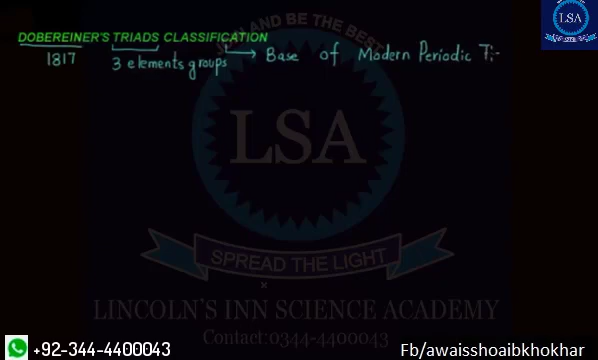 JOIN AND BE THE BEST
LSA
DOBEREINER'S TRIADS CLASSIFICATION
1817 3 elements groups → Base of Modern Periodic
LSA
SPREAD THE LIGHT
LINCOLN'S INN SCIENCE ACADEMY
Contact:0344-4400043
+92-344-4400043
Fb/awaisshoaibkhokhar